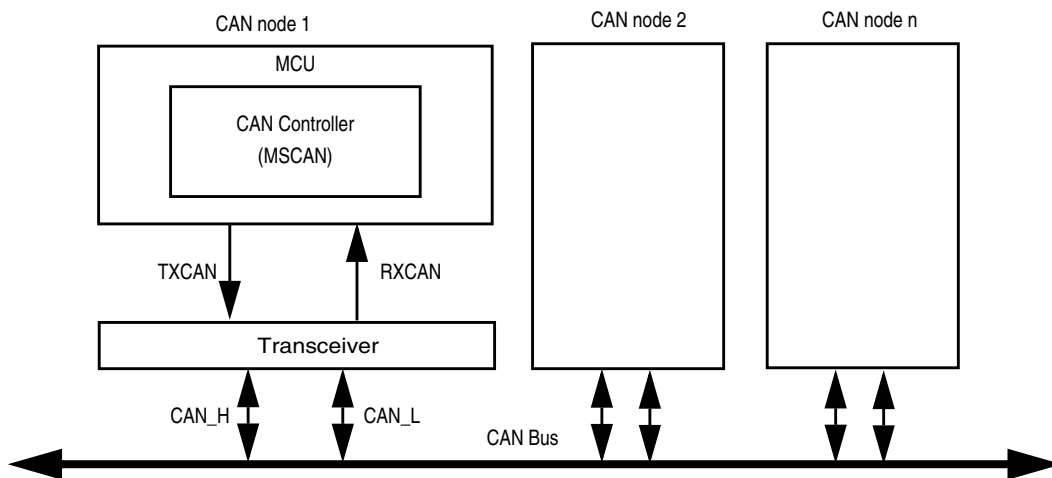 CAN node 1
CAN node 2
CAN node n
MCU
CAN Controller
(MSCAN)
TXCAN
RXCAN
Transceiver
CAN_H
CAN_L
CAN Bus